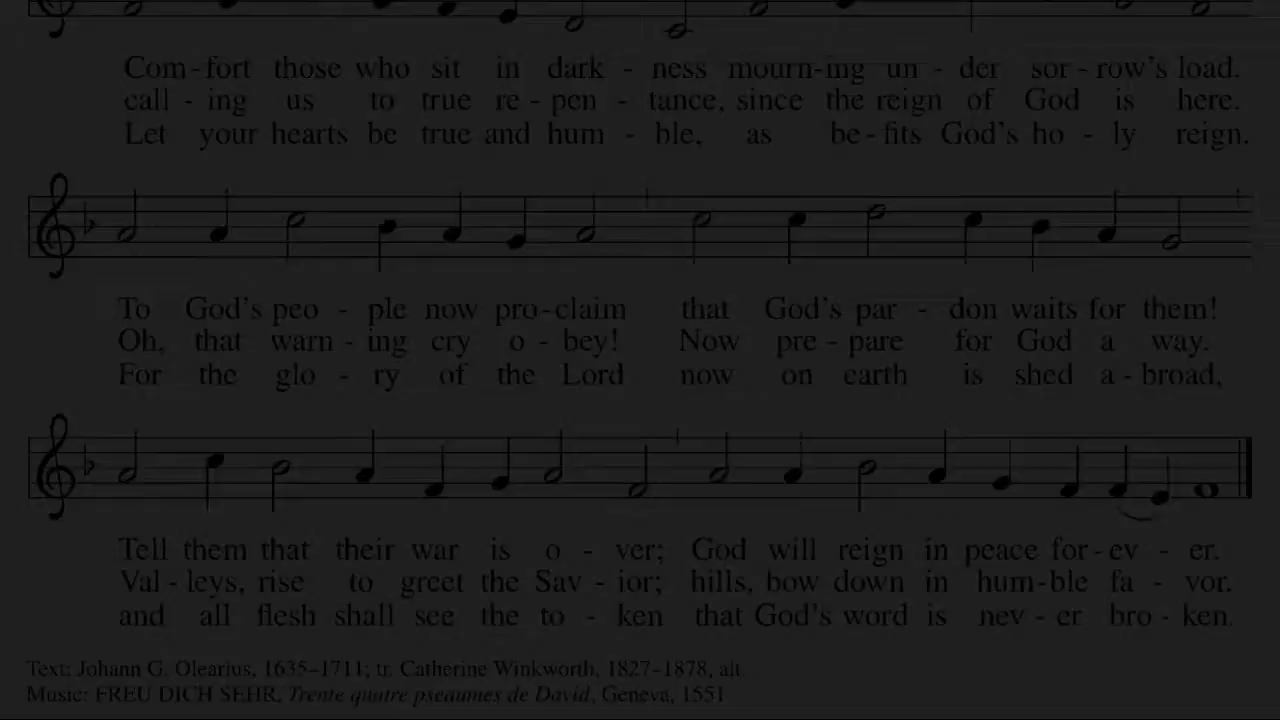 Com - fort those who sit in dark - ness mourn-ing un - der sor - row's load.
call - ing us to true re - pen - tance, since the reign of God is here.
Let your hearts be true and hum - ble, as be - fits God's ho - ly reign.
To God's peo - ple now pro - claim that God's par - don waits for them!
Oh, that warn - ing cry o - bey! Now pre - pare for God a way.
For the glo - ry of the Lord now on earth is shed a - broad,
Tell them that their war is o - ver; God will reign in peace for - ev - er.
Val - leys, rise to greet the Sav - ior; hills, bow down in hum-ble fa - vor.
and all flesh shall see the to - ken that God's word is nev - er bro - ken.
Text: Johann G. Olearius, 1635–1711; tr. Catherine Winkworth, 1827–1878, alt.
Music: FREU DICH SEHR, Trente quatre pseaumes de David, Geneva, 1551